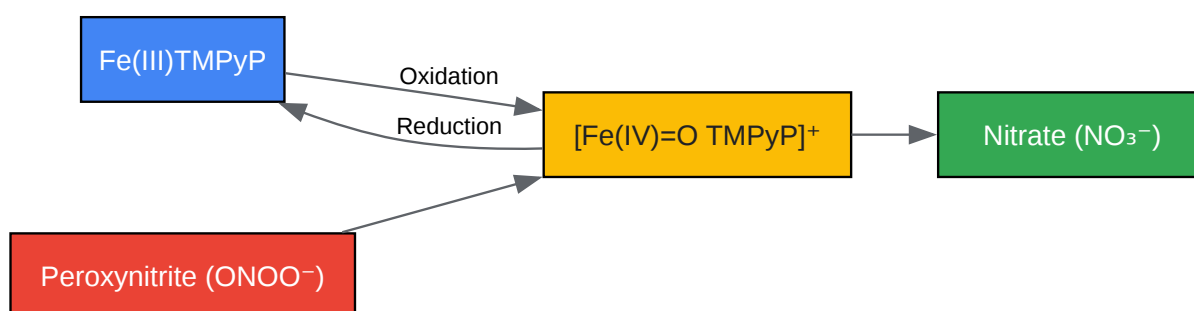 Fe(III)TMPyP
Oxidation
Reduction
[Fe(IV)=O TMPyP]⁺
Nitrate (NO₃⁻)
Peroxynitrite (ONOO⁻)